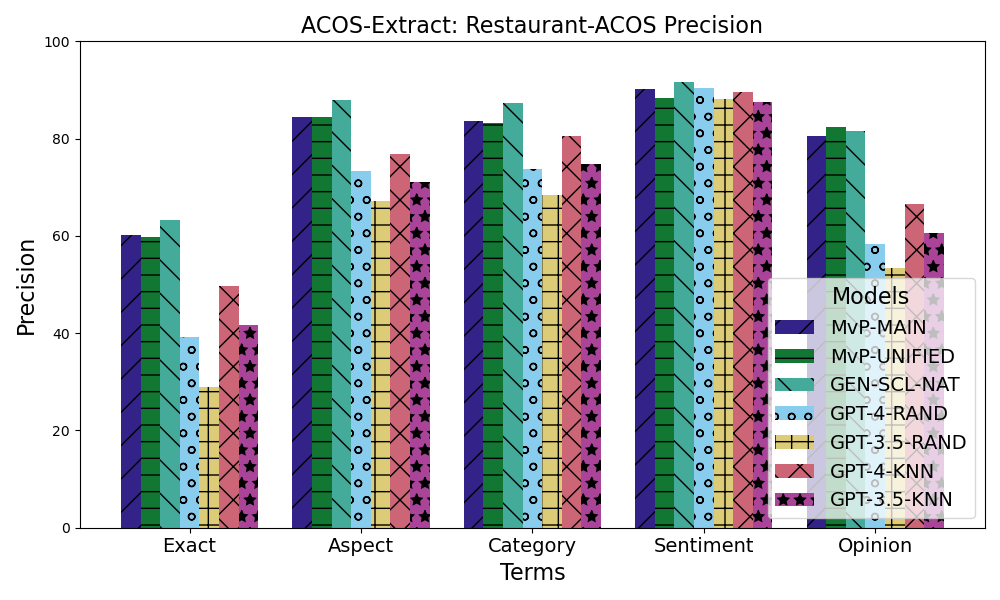 ACOS-Extract: Restaurant-ACOS Precision
100
80
60
40
20
0
Precision
Exact
Aspect
Category
Sentiment
Opinion
Terms
Models
MvP-MAIN
MvP-UNIFIED
GEN-SCL-NAT
GPT-4-RAND
GPT-3.5-RAND
GPT-4-KNN
GPT-3.5-KNN